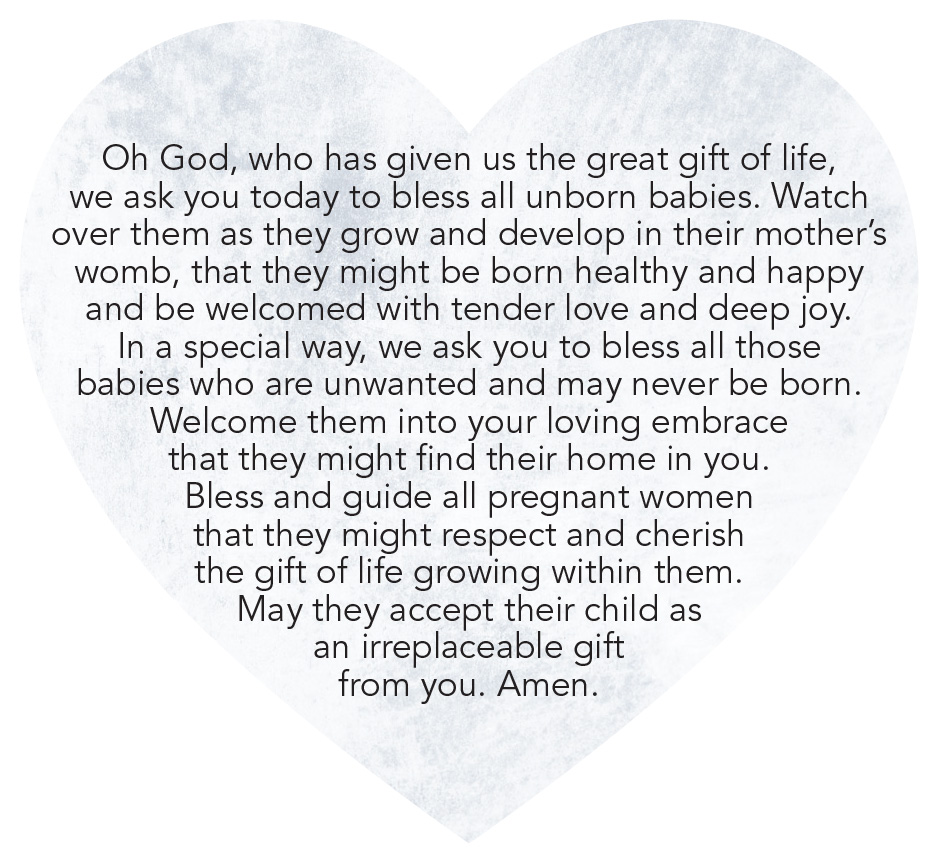 Oh God, who has given us the great gift of life,
we ask you today to bless all unborn babies. Watch
over them as they grow and develop in their mother’s
womb, that they might be born healthy and happy
and be welcomed with tender love and deep joy.
In a special way, we ask you to bless all those
babies who are unwanted and may never be born.
Welcome them into your loving embrace
that they might find their home in you.
Bless and guide all pregnant women
that they might respect and cherish
the gift of life growing within them.
May they accept their child as
an irreplaceable gift
from you. Amen.